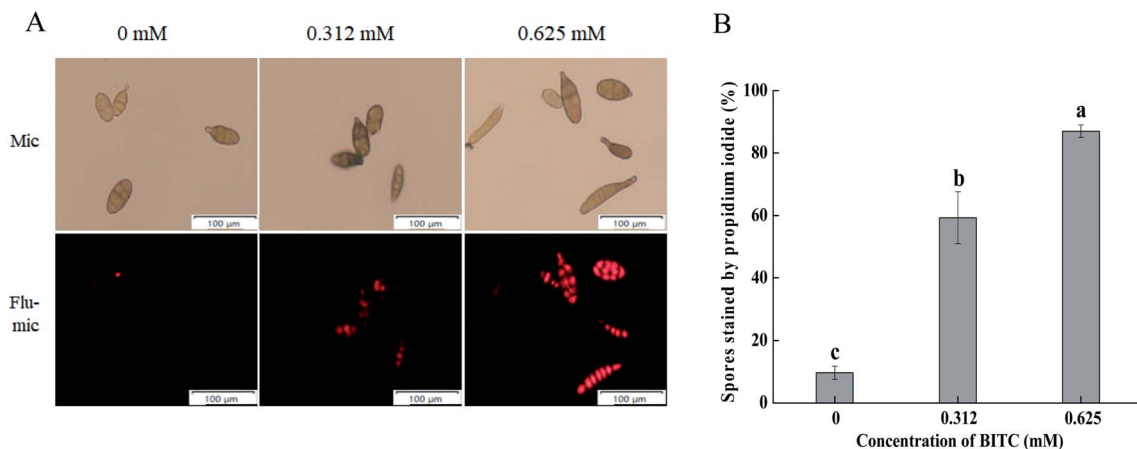 A
0 mM
0.312 mM
0.625 mM
Mic
100 μm
100 μm
100 μm
Flu-
mic
100 μm
100 μm
100 μm
B
Spores stained by propidium iodide (%)
100
80
60
40
20
0
c
b
a
0
0.312
0.625
Concentration of BITC (mM)